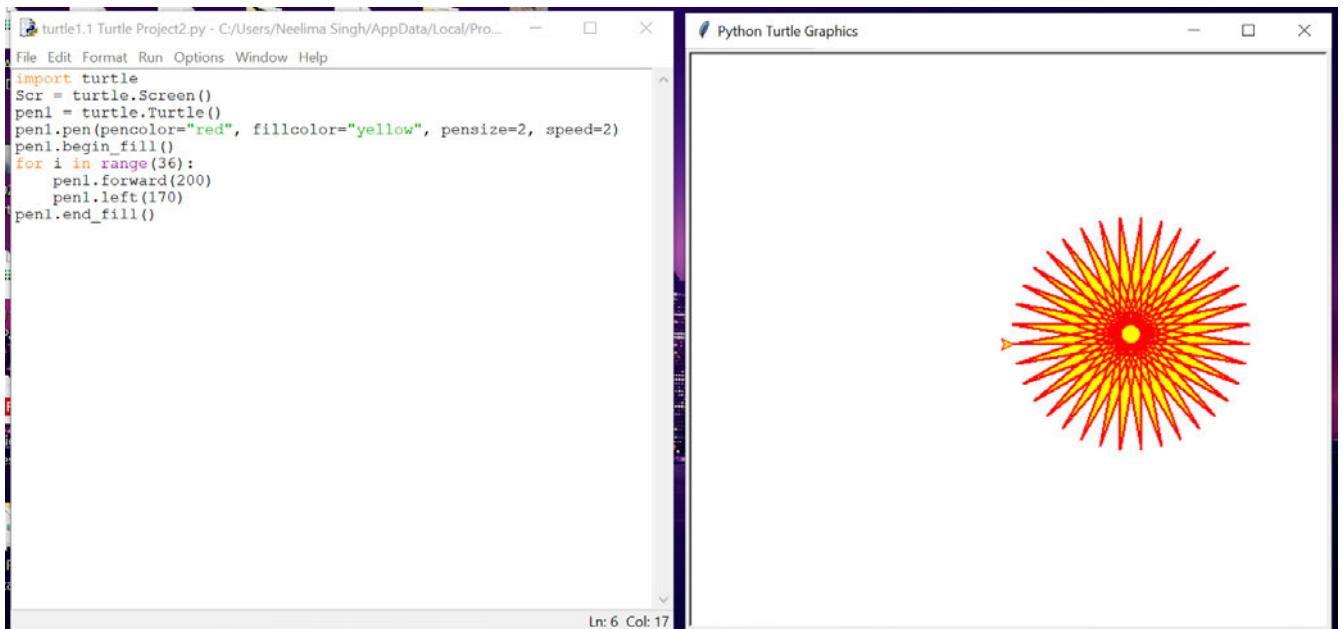 turtle1.1 Turtle Project2.py - C:/Users/Neelima Singh/AppData/Local/Pro...
File Edit Format Run Options Window Help
import turtle
Scr = turtle.Screen()
pen1 = turtle.Turtle()
pen1.pen(pencolor="red", fillcolor="yellow", pensize=2, speed=2)
pen1.begin_fill()
for i in range(36):
    pen1.forward(200)
    pen1.left(170)
pen1.end_fill()
Ln: 6 Col: 17
Python Turtle Graphics